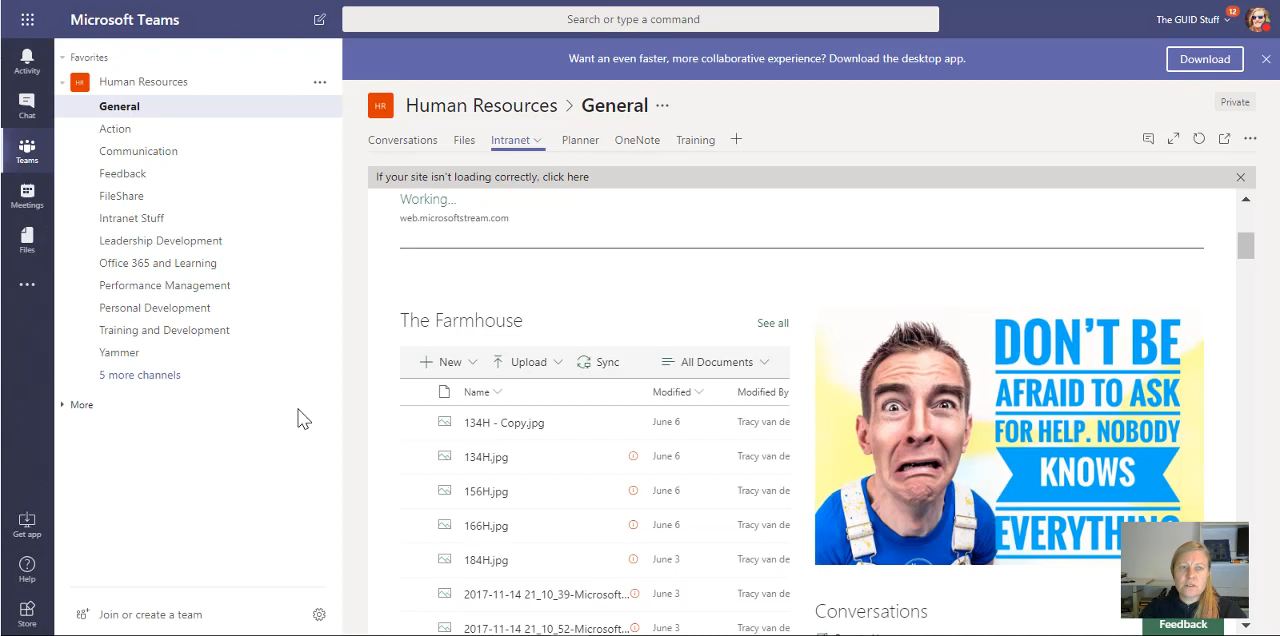 Microsoft Teams
Search or type a command
The GUID Stuff
12
Want an even faster, more collaborative experience? Download the desktop app.
Download
Activity
Chat
Teams
Meetings
Files
Get app
Help
Store
Favorites
HR Human Resources
General
Action
Communication
Feedback
FileShare
Intranet Stuff
Leadership Development
Office 365 and Learning
Performance Management
Personal Development
Training and Development
Yammer
5 more channels
More
Join or create a team
HR Human Resources > General
Private
Conversations Files Intranet Planner OneNote Training
If your site isn't loading correctly, click here
Working...
web.microsoftstream.com
The Farmhouse
See all
New Upload Sync All Documents
Name Modified Modified By
134H - Copy.jpg June 6 Tracy van de
134H.jpg June 6 Tracy van de
156H.jpg June 6 Tracy van de
166H.jpg June 6 Tracy van de
184H.jpg June 3 Tracy van de
2017-11-14 21_10_39-Microsoft... June 3 Tracy van de
2017-11-14 21_10_52-Microsoft... June 3 Tracy van de
DON'T BE
AFRAID TO ASK
FOR HELP. NOBODY
KNOWS
EVERYTHING
Conversations
Feedback